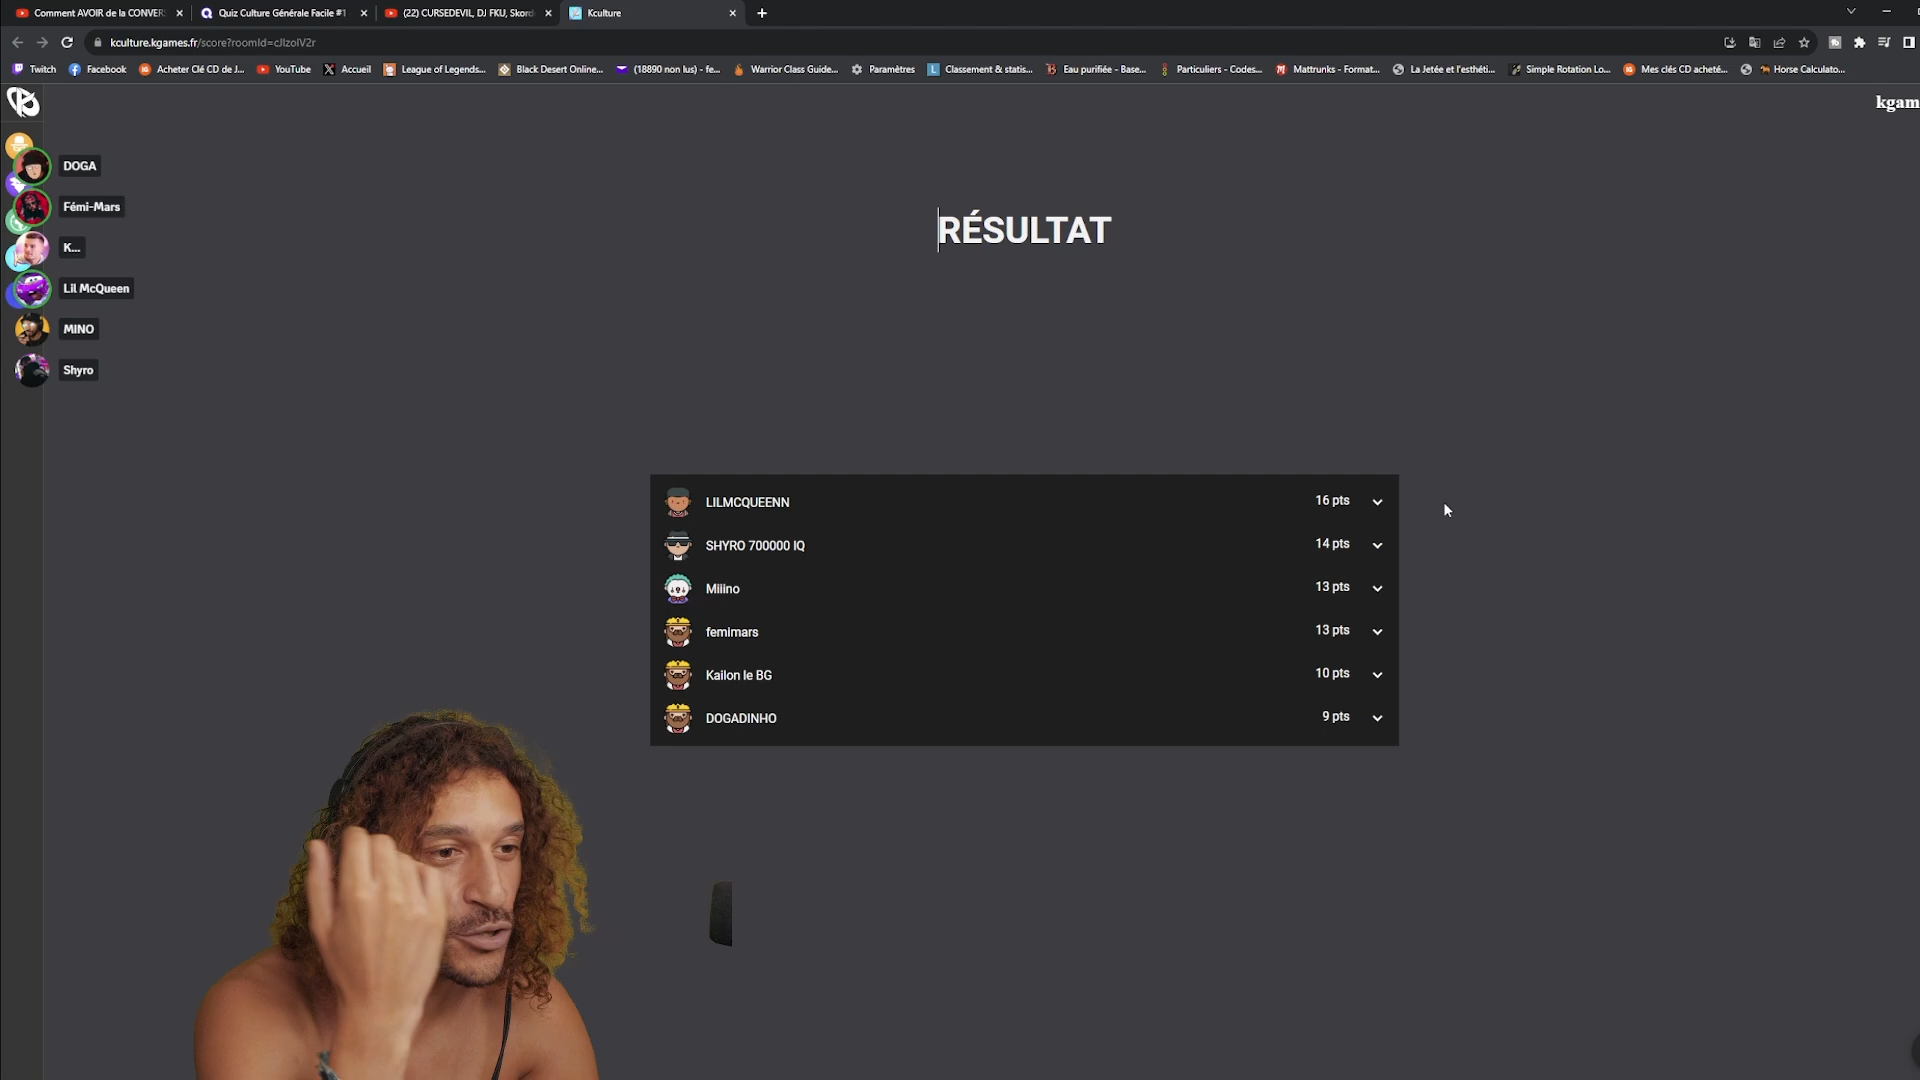 Comment AVOIR de la CONVER
Quiz Culture Générale Facile #1
(22) CURSEDEVIL, DJ FKU, Skord
Kculture
kculture.kgames.fr/score?roomId=cJIzolV2r
Twitch
Facebook
Acheter Clé CD de J...
YouTube
Accueil
League of Legends...
Black Desert Online...
(18890 non lus) - fe...
Warrior Class Guide...
Paramètres
Classement & statis...
Eau purifiée - Base...
Particuliers - Codes...
Mattrunks - Format...
La Jetée et l'esthéti...
Simple Rotation Lo...
Mes clés CD acheté...
Horse Calculato...
kgam
DOGA
Fémi-Mars
K...
Lil McQueen
MINO
Shyro
RÉSULTAT
LILMCQUEENN 16 pts
SHYRO 700000 IQ 14 pts
Miiino 13 pts
femimars 13 pts
Kailon le BG 10 pts
DOGADINHO 9 pts